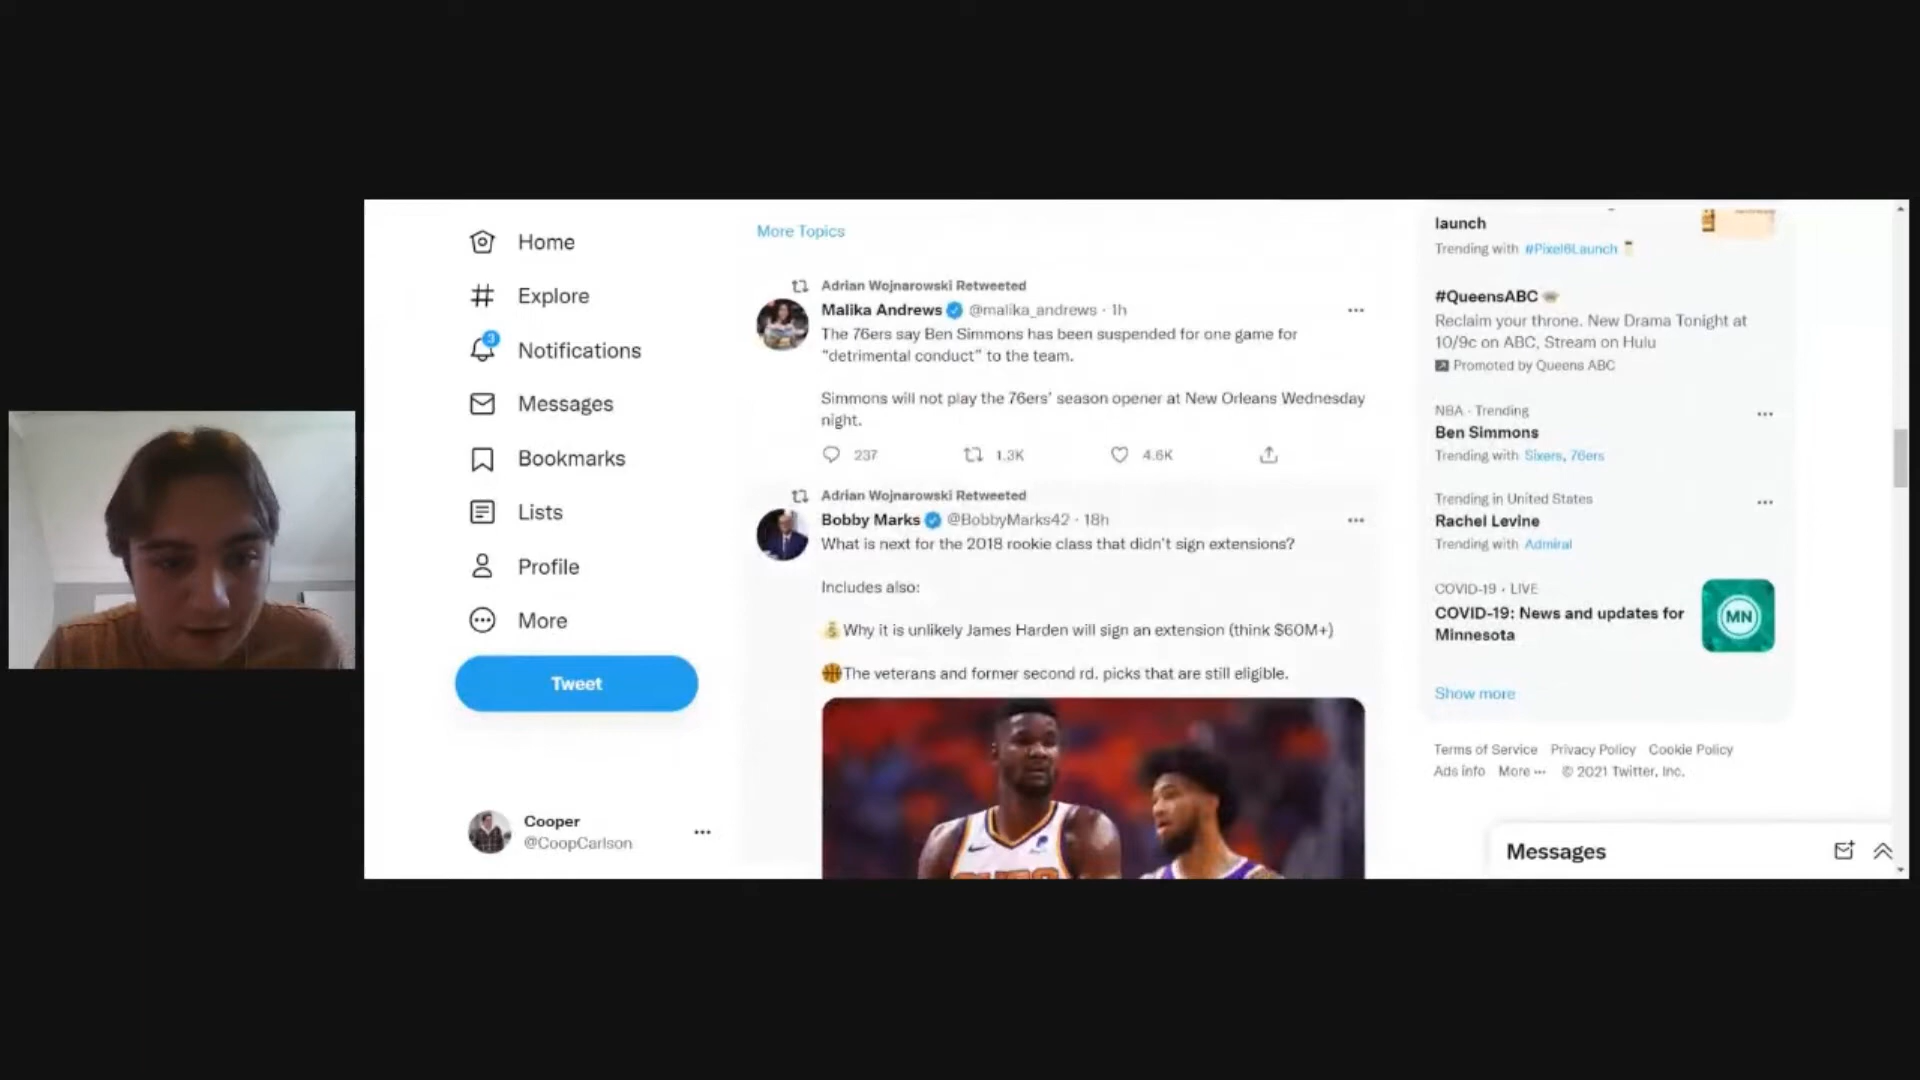 Home
Explore
3
Notifications
Messages
Bookmarks
Lists
Profile
More
Tweet
Cooper
@CoopCarlson
More Topics
Adrian Wojnarowski Retweeted
Malika Andrews @malika_andrews · 1h
The 76ers say Ben Simmons has been suspended for one game for
“detrimental conduct” to the team.
Simmons will not play the 76ers’ season opener at New Orleans Wednesday
night.
237 1.3K 4.6K
Adrian Wojnarowski Retweeted
Bobby Marks @BobbyMarks42 · 18h
What is next for the 2018 rookie class that didn’t sign extensions?
Includes also:
💰Why it is unlikely James Harden will sign an extension (think $60M+)
🏀The veterans and former second rd. picks that are still eligible.
launch
Trending with #Pixel6Launch
#QueensABC
Reclaim your throne. New Drama Tonight at
10/9c on ABC, Stream on Hulu
Promoted by Queens ABC
NBA · Trending
Ben Simmons
Trending with Sixers, 76ers
Trending in United States
Rachel Levine
Trending with Admiral
COVID-19 · LIVE
COVID-19: News and updates for
Minnesota
MN
Show more
Terms of Service Privacy Policy Cookie Policy
Ads info More ··· © 2021 Twitter, Inc.
Messages